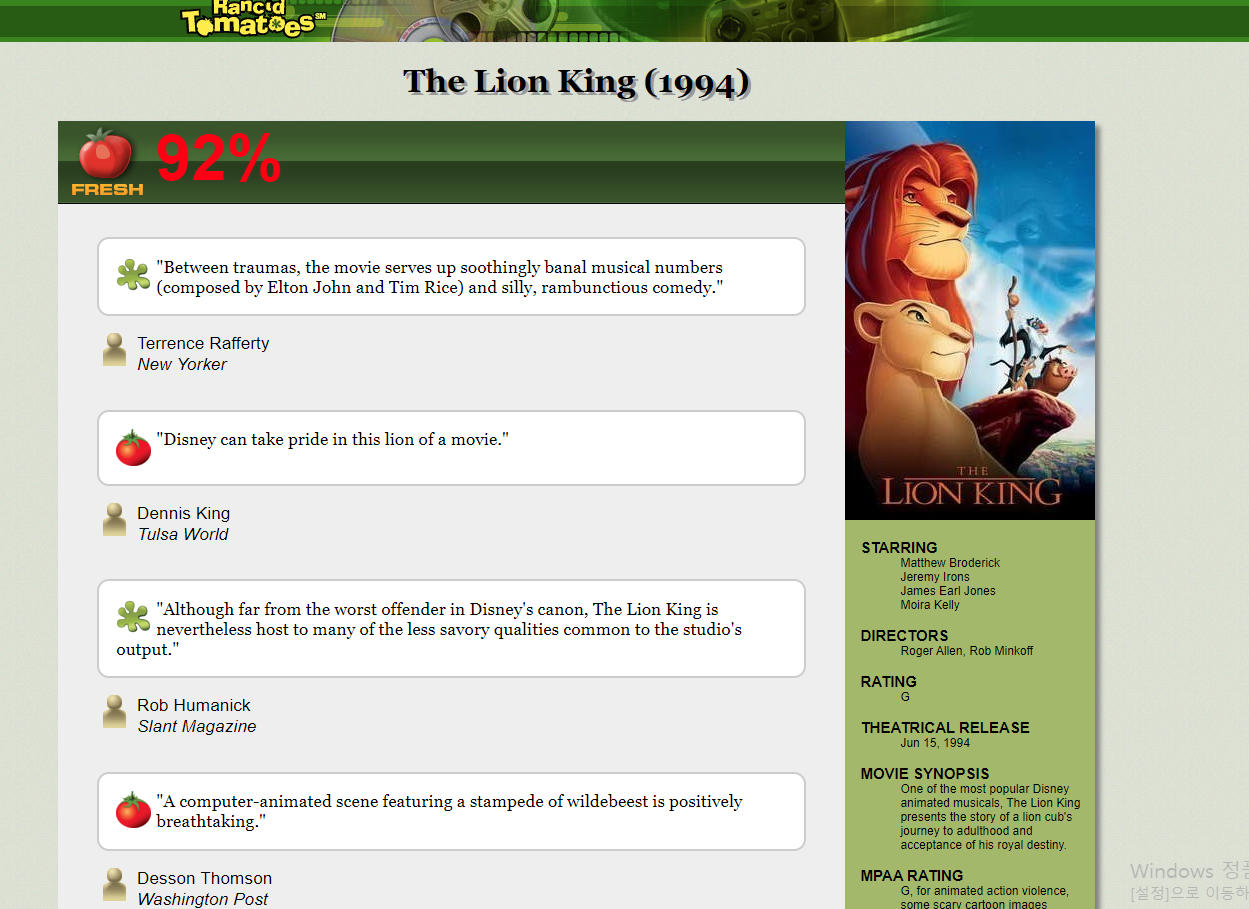 Rancid
Tomatoes SM
The Lion King (1994)
FRESH
92%
"Between traumas, the movie serves up soothingly banal musical numbers
(composed by Elton John and Tim Rice) and silly, rambunctious comedy."
Terrence Rafferty
New Yorker
"Disney can take pride in this lion of a movie."
Dennis King
Tulsa World
"Although far from the worst offender in Disney's canon, The Lion King is
nevertheless host to many of the less savory qualities common to the studio's
output."
Rob Humanick
Slant Magazine
"A computer-animated scene featuring a stampede of wildebeest is positively
breathtaking."
Desson Thomson
Washington Post
THE
LION KING
STARRING
Matthew Broderick
Jeremy Irons
James Earl Jones
Moira Kelly
DIRECTORS
Roger Allen, Rob Minkoff
RATING
G
THEATRICAL RELEASE
Jun 15, 1994
MOVIE SYNOPSIS
One of the most popular Disney
animated musicals, The Lion King
presents the story of a lion cub's
journey to adulthood and
acceptance of his royal destiny.
MPAA RATING
G, for animated action violence,
some scary cartoon images
Windows 정품
[설정]으로 이동하